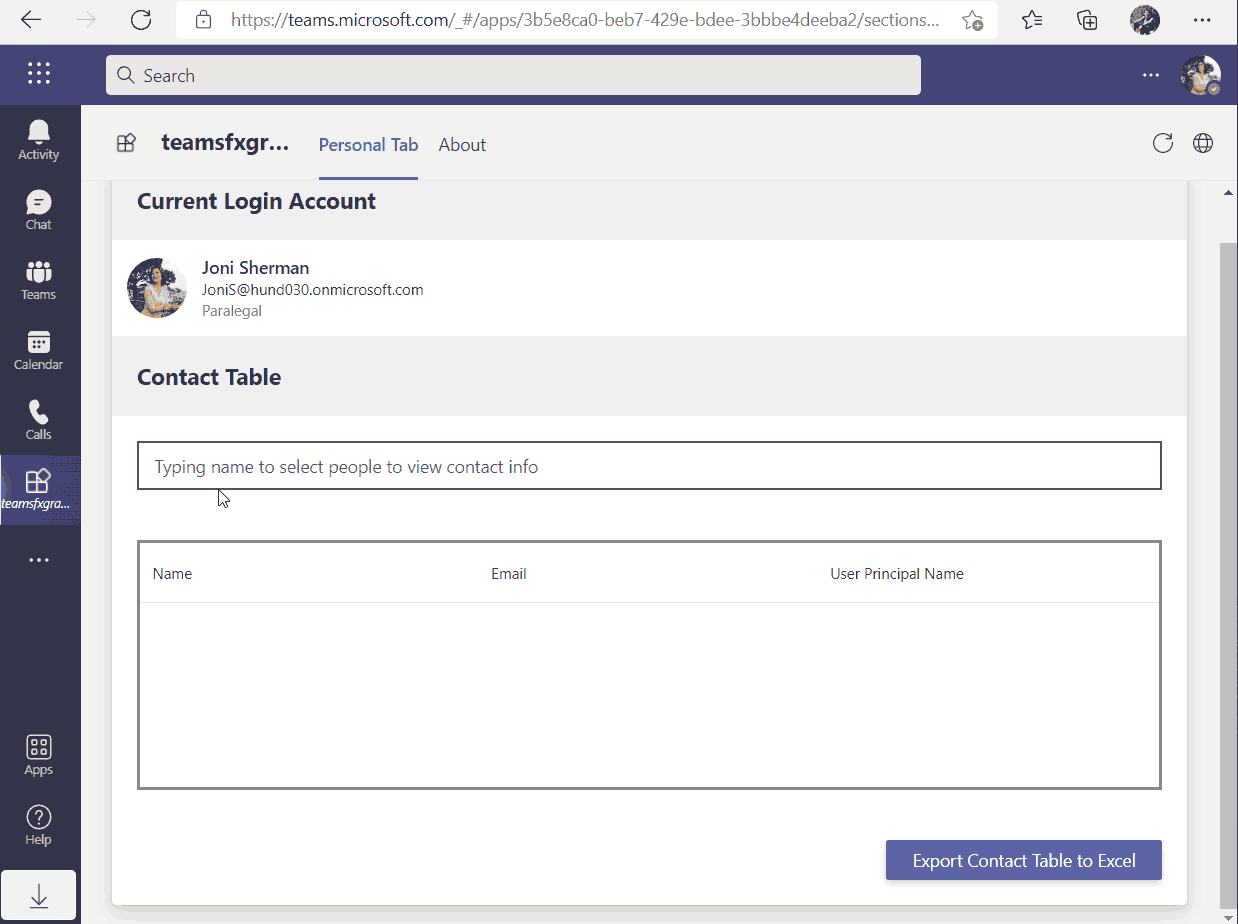 https://teams.microsoft.com/_#/apps/3b5e8ca0-beb7-429e-bdee-3bbbe4deeba2/sections...
Search
teamsfxgr...
Personal Tab
About
Activity
Chat
Teams
Calendar
Calls
teamsfxgra...
Apps
Help
Current Login Account
Joni Sherman
JoniS@hund030.onmicrosoft.com
Paralegal
Contact Table
Typing name to select people to view contact info
Name Email User Principal Name
Export Contact Table to Excel